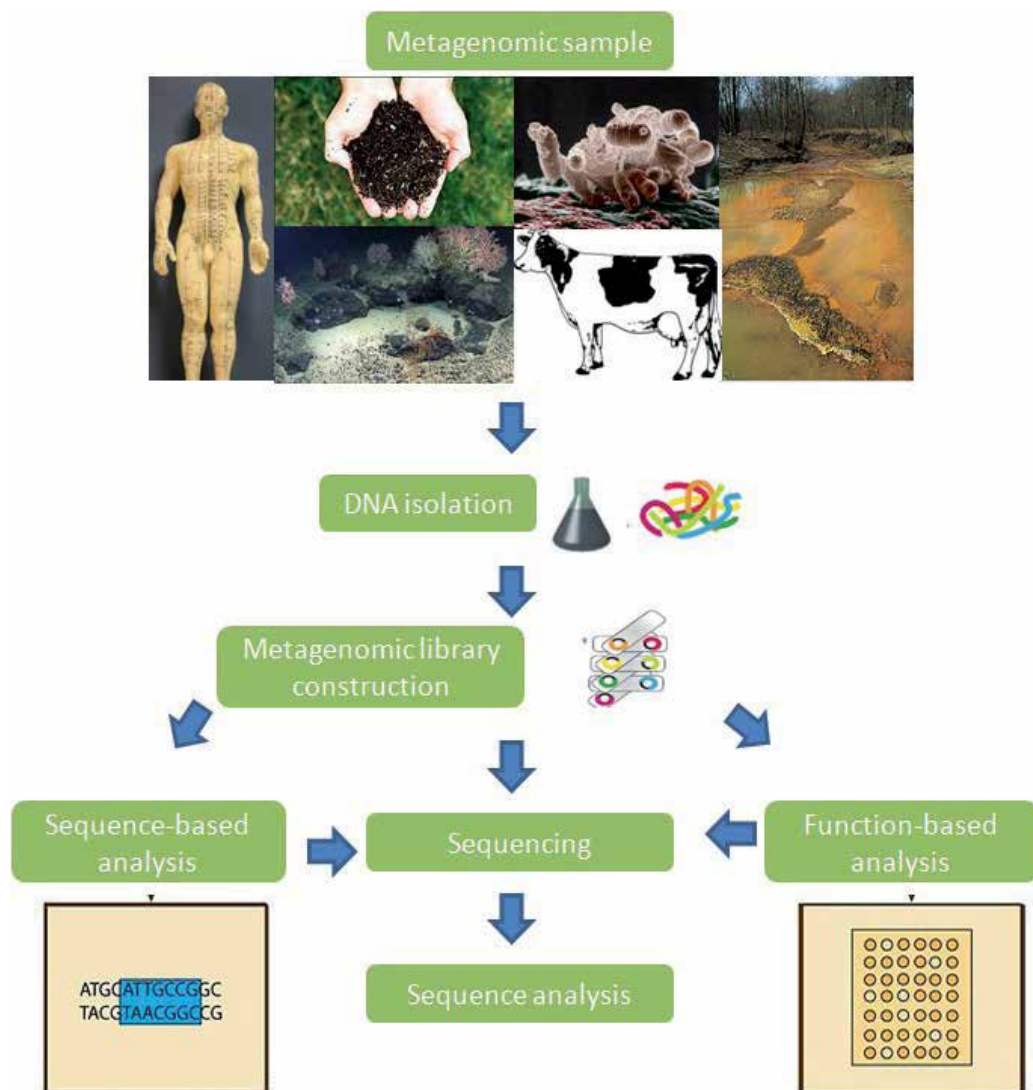 Metagenomic sample
DNA isolation
Metagenomic library
construction
Sequence-based
analysis
Sequencing
Function-based
analysis
ATGCATTGCCGGC
TACGTAACGGCCG
Sequence analysis